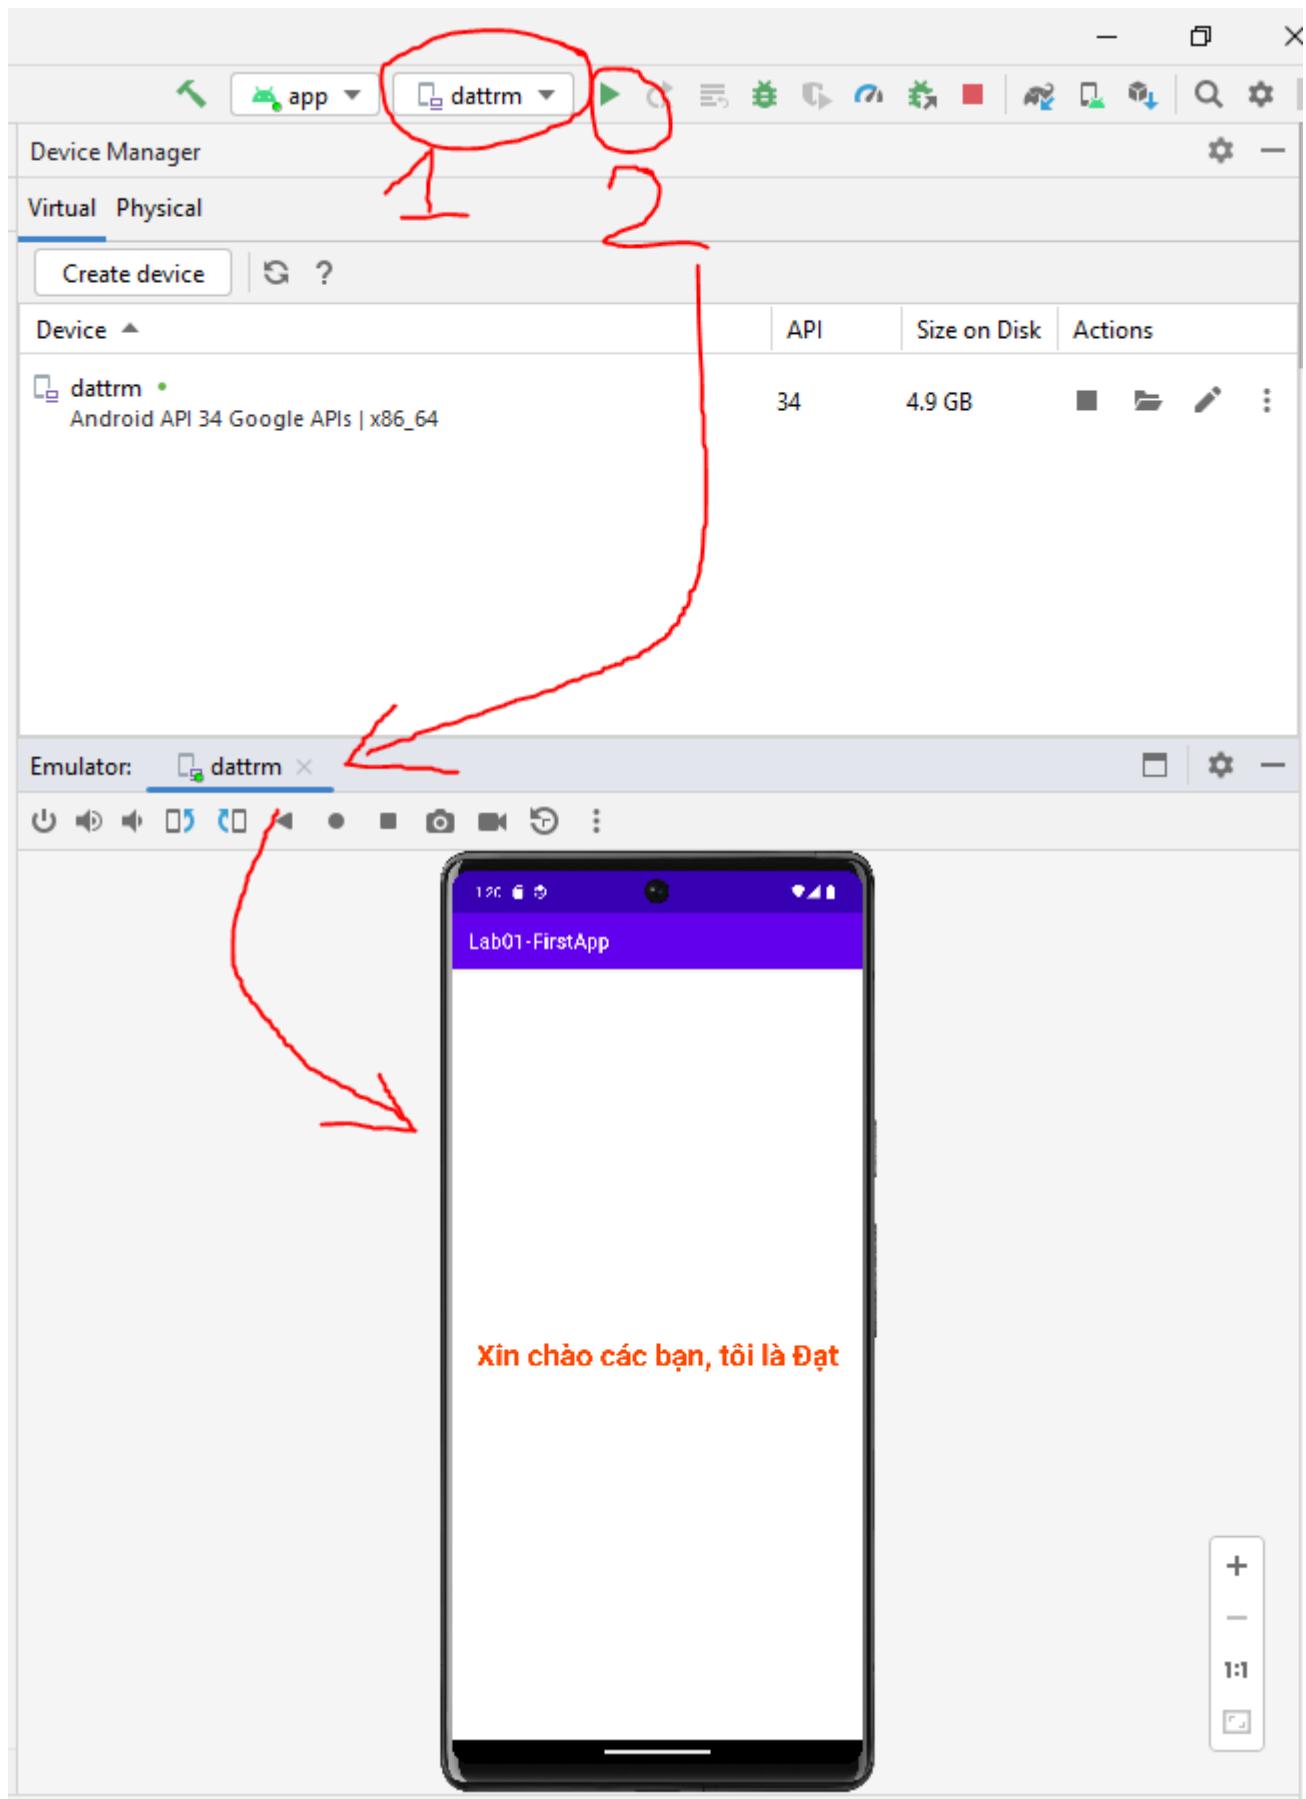 app dattrm
1 2
Device Manager
Virtual Physical
Create device ?
Device API Size on Disk Actions
dattrm 34 4.9 GB
Android API 34 Google APIs | x86_64
Emulator: dattrm
1:20
Lab01-FirstApp
Xin chào các bạn, tôi là Đạt
1:1